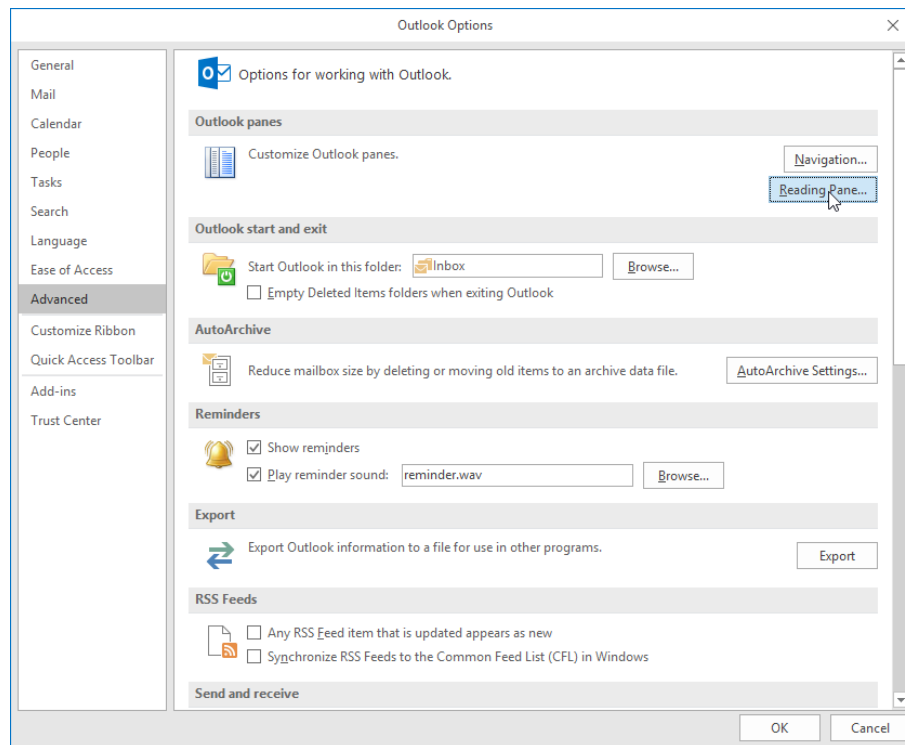 Outlook Options
General
Mail
Calendar
People
Tasks
Search
Language
Ease of Access
Advanced
Customize Ribbon
Quick Access Toolbar
Add-ins
Trust Center
Options for working with Outlook.
Outlook panes
Customize Outlook panes.
Navigation...
Reading Pane...
Outlook start and exit
Start Outlook in this folder: Inbox Browse...
Empty Deleted Items folders when exiting Outlook
AutoArchive
Reduce mailbox size by deleting or moving old items to an archive data file. AutoArchive Settings...
Reminders
Show reminders
Play reminder sound: reminder.wav Browse...
Export
Export Outlook information to a file for use in other programs.
Export
RSS Feeds
Any RSS Feed item that is updated appears as new
Synchronize RSS Feeds to the Common Feed List (CFL) in Windows
Send and receive
OK Cancel